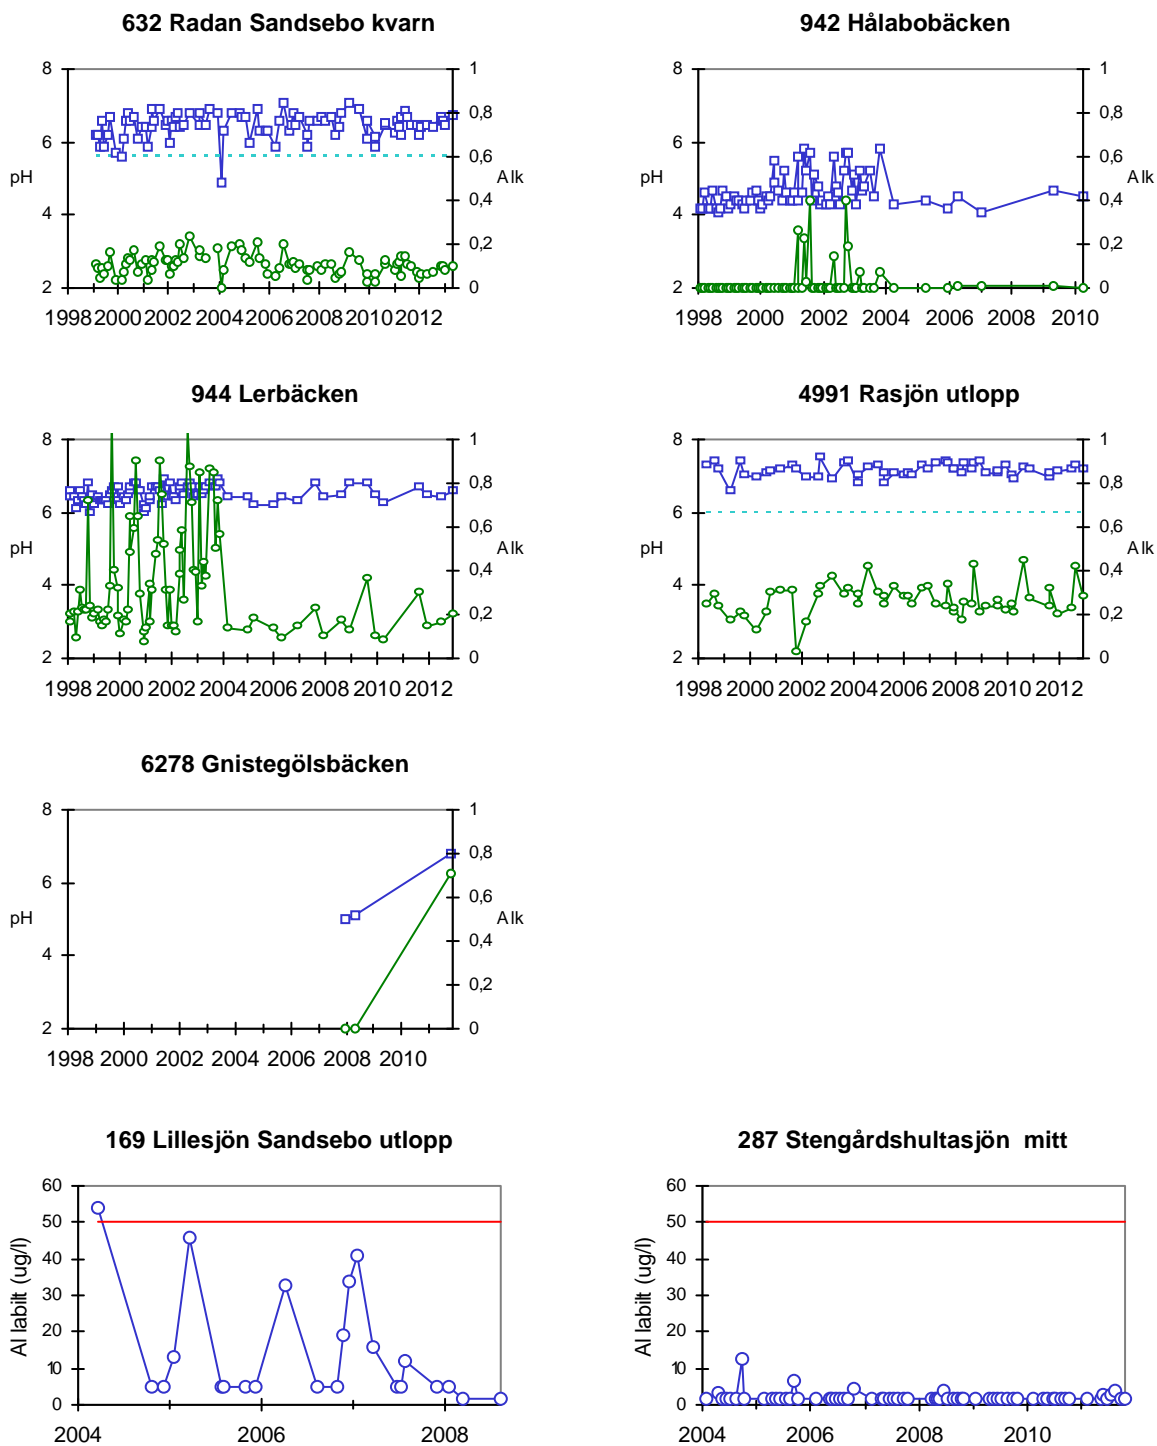 632 Radan Sandsebo kvarn
942 Hålabobäcken
8
6
pH
4
2
1
0,8
0,6
Alk
0,4
0,2
0
1998 2000 2002 2004 2006 2008 2010 2012
8
6
pH
4
2
1
0,8
0,6
Alk
0,4
0,2
0
1998 2000 2002 2004 2006 2008 2010
944 Lerbäcken
4991 Rasjön utlopp
8
6
pH
4
2
1
0,8
0,6
Alk
0,4
0,2
0
1998 2000 2002 2004 2006 2008 2010 2012
8
6
pH
4
2
1
0,8
0,6
Alk
0,4
0,2
0
1998 2000 2002 2004 2006 2008 2010 2012
6278 Gnistegölsbäcken
8
6
pH
4
2
1
0,8
0,6
Alk
0,4
0,2
0
1998 2000 2002 2004 2006 2008 2010
169 Lillesjön Sandsebo utlopp
287 Stengårdshultasjön mitt
60
50
40
30
20
10
0
Al labilt (ug/l)
2004 2006 2008
60
50
40
30
20
10
0
Al labilt (ug/l)
2004 2006 2008 2010